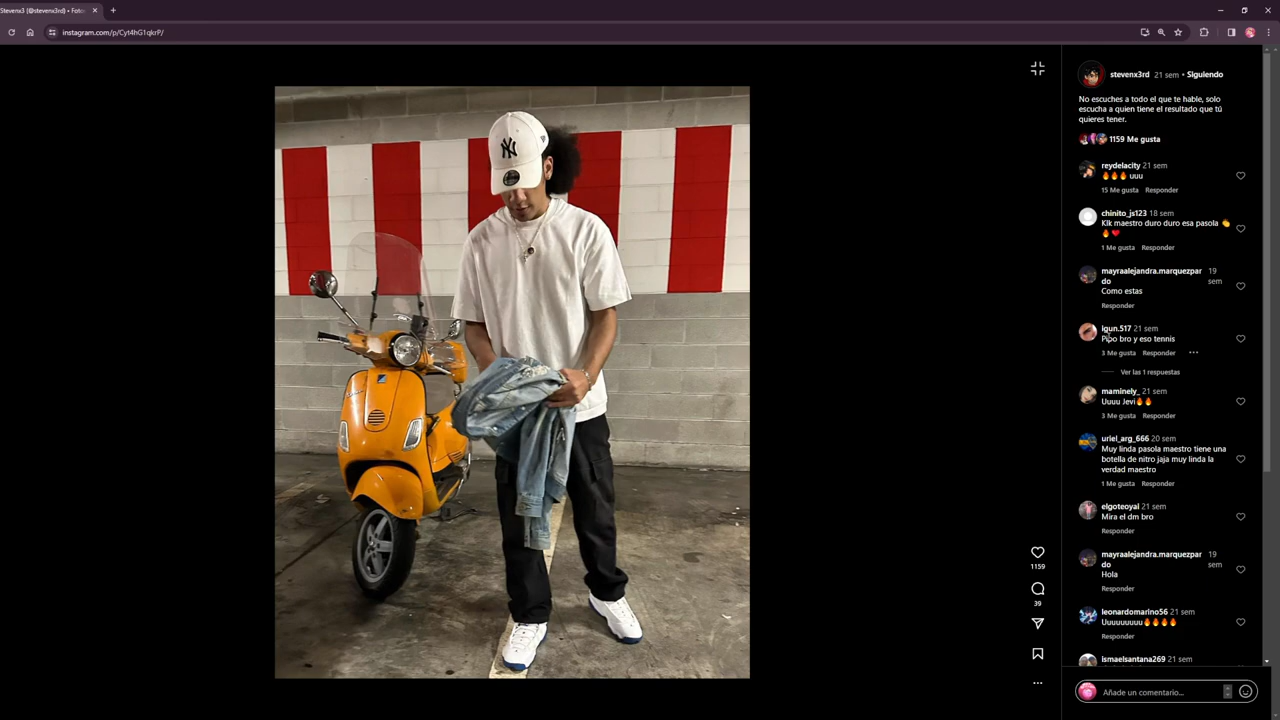 Stevenx3 (@stevenx3rd) • Foto
instagram.com/p/Cyt4hG1qkrP/
NY
stevenx3rd 21 sem • Siguiendo
No escuches a todo el que te hable, solo
escucha a quien tiene el resultado que tú
quieres tener.
1159 Me gusta
reydelacity 21 sem
🔥🔥🔥 uuu
15 Me gusta Responder
chinito_js123 18 sem
Klk maestro duro duro esa pasola 👏
🔥❤️
1 Me gusta Responder
mayraalejandra.marquezpar 19
do sem
Como estas
Responder
igun.517 21 sem
Pipo bro y eso tennis
3 Me gusta Responder ...
Ver las 1 respuestas
maminely_ 21 sem
Uuuu Jevi🔥🔥
3 Me gusta Responder
uriel_arg_666 20 sem
Muy linda pasola maestro tiene una
botella de nitro jaja muy linda la
verdad maestro
1 Me gusta Responder
elgoteoyal 21 sem
Mira el dm bro
Responder
mayraalejandra.marquezpar 19
do sem
Hola
Responder
leonardomarino56 21 sem
Uuuuuuuuu🔥🔥🔥🔥
Responder
ismaelsantana269 21 sem
1159
39
Añade un comentario...